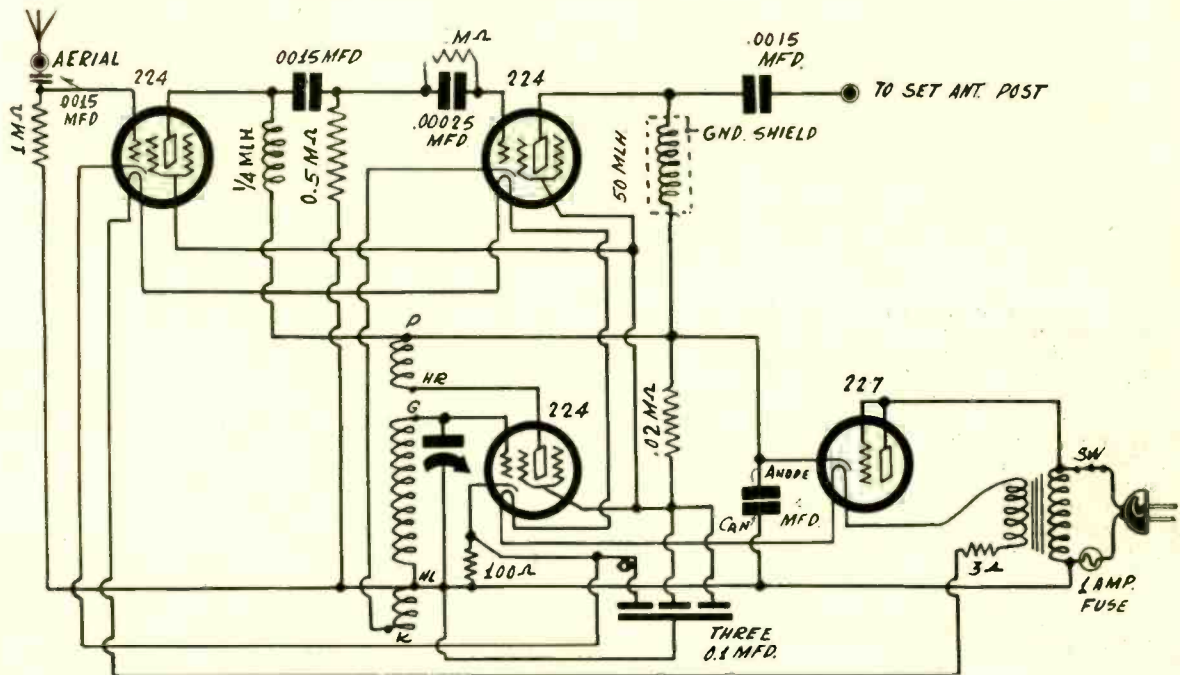 AERIAL
.0015
MFD
1 MΩ
224
.0015 MFD
MΩ
.00025
MFD
224
.0015
MFD.
TO SET ANT. POST
GND. SHIELD
1/4 MLH
0.5 MΩ
50 MLH
P
HR
G
224
.02 MΩ
227
ANODE
CAN
MFD.
SW
3Ω
1 AMP.
FUSE
100Ω
NL
K
THREE
0.1 MFD.